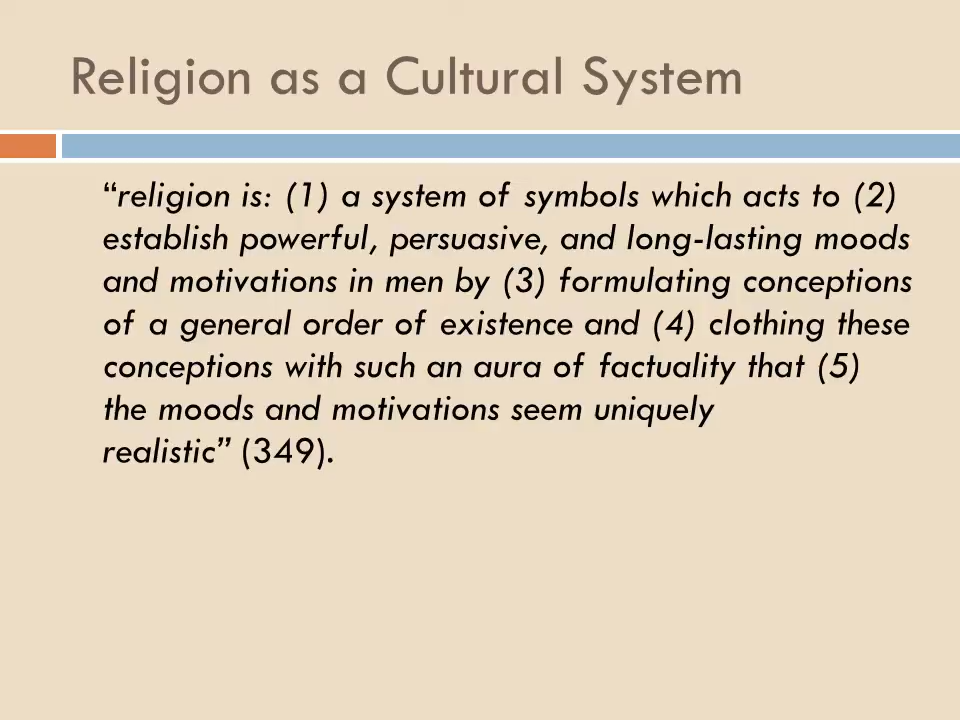 Religion as a Cultural System
“religion is: (1) a system of symbols which acts to (2)
establish powerful, persuasive, and long-lasting moods
and motivations in men by (3) formulating conceptions
of a general order of existence and (4) clothing these
conceptions with such an aura of factuality that (5)
the moods and motivations seem uniquely
realistic” (349).